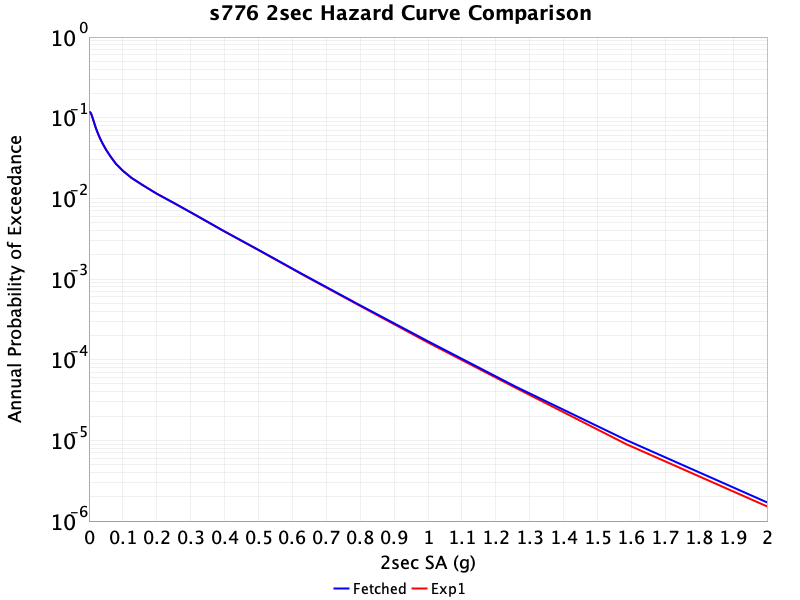 s776 2sec Hazard Curve Comparison
Annual Probability of Exceedance
10^0
10^-1
10^-2
10^-3
10^-4
10^-5
10^-6
0 0.1 0.2 0.3 0.4 0.5 0.6 0.7 0.8 0.9 1 1.1 1.2 1.3 1.4 1.5 1.6 1.7 1.8 1.9 2
2sec SA (g)
Fetched Exp1